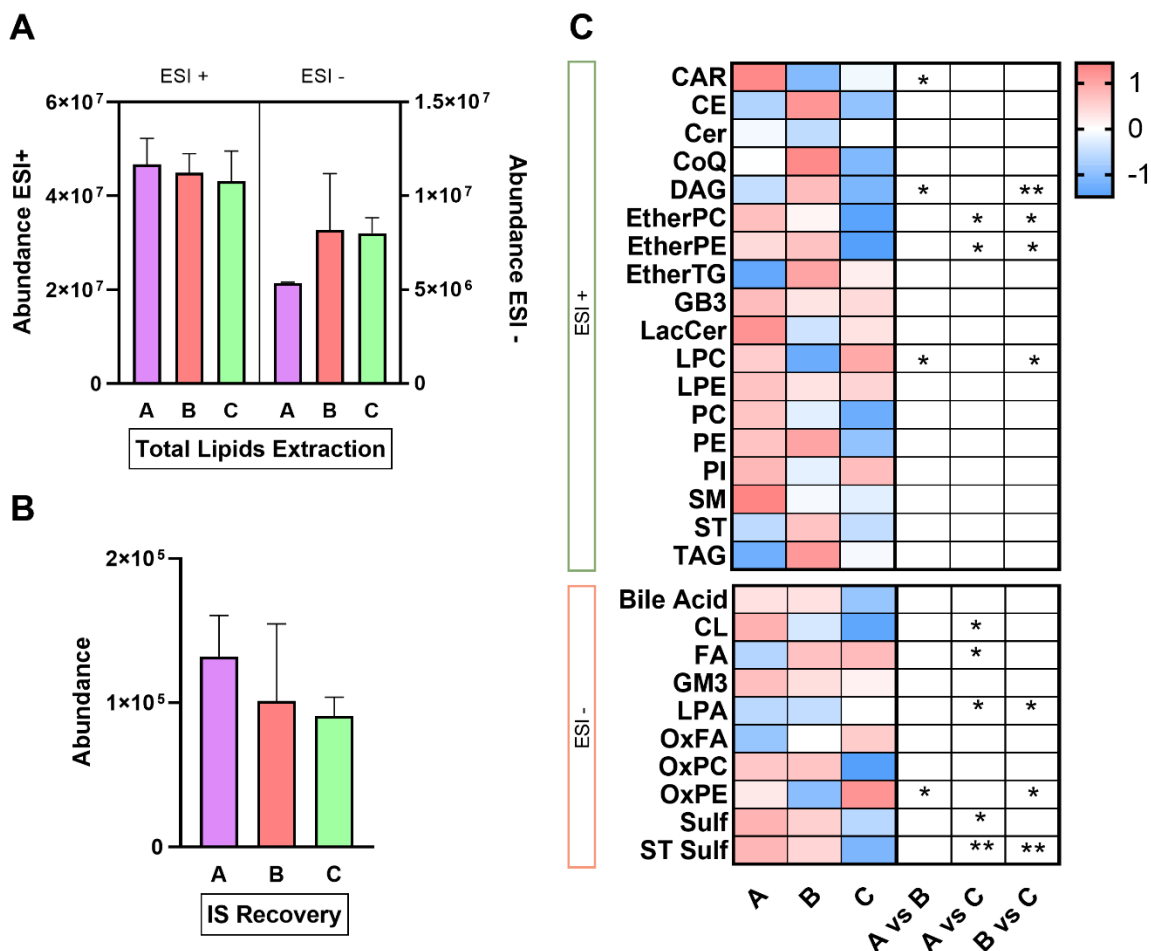 A
ESI +
ESI -
Abundance ESI+
6×10⁷
4×10⁷
2×10⁷
0
1.5×10⁷
1×10⁷
5×10⁶
0
Abundance ESI -
A B C A B C
Total Lipids Extraction
B
Abundance
2×10⁵
1×10⁵
0
A B C
IS Recovery
C
ESI +
CAR *
CE
Cer
CoQ
DAG * **
EtherPC * *
EtherPE * *
EtherTG
GB3
LacCer
LPC * *
LPE
PC
PE
PI
SM
ST
TAG
1
0
-1
ESI -
Bile Acid
CL *
FA *
GM3
LPA * *
OxFA
OxPC
OxPE * *
Sulf *
ST Sulf ** **
A B C A vs B A vs C B vs C